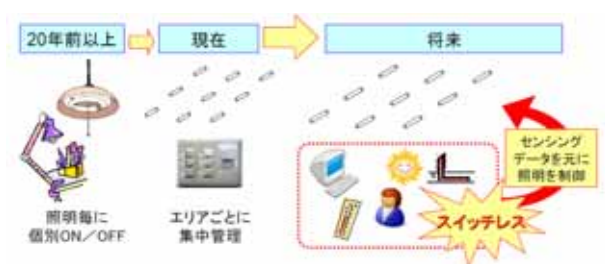 20年前以上
現在
将来
センシング
データを元に
照明を制御
スイッチレス
照明毎に
個別ON／OFF
エリアごとに
集中管理